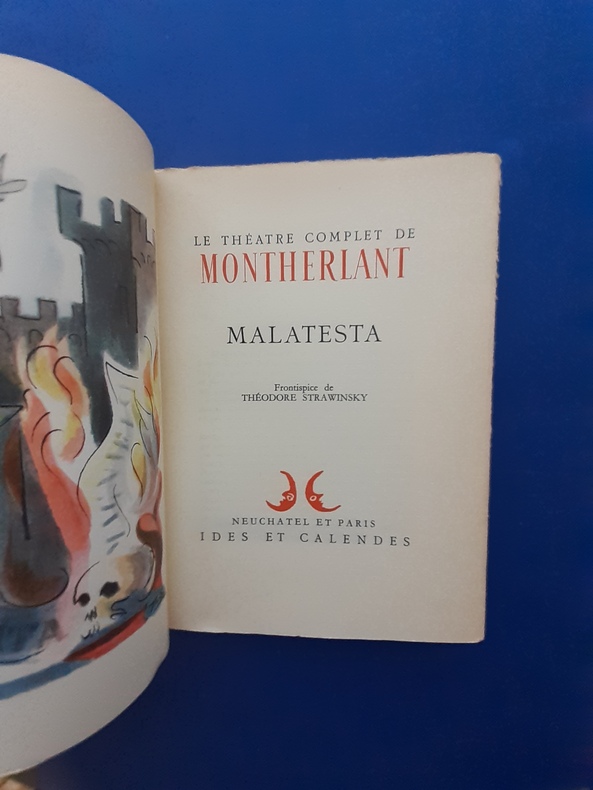 LE THÉATRE COMPLET DE
MONTHERLANT
MALATESTA
Frontispice de
THÉODORE STRAWINSKY
NEUCHATEL ET PARIS
IDES ET CALENDES